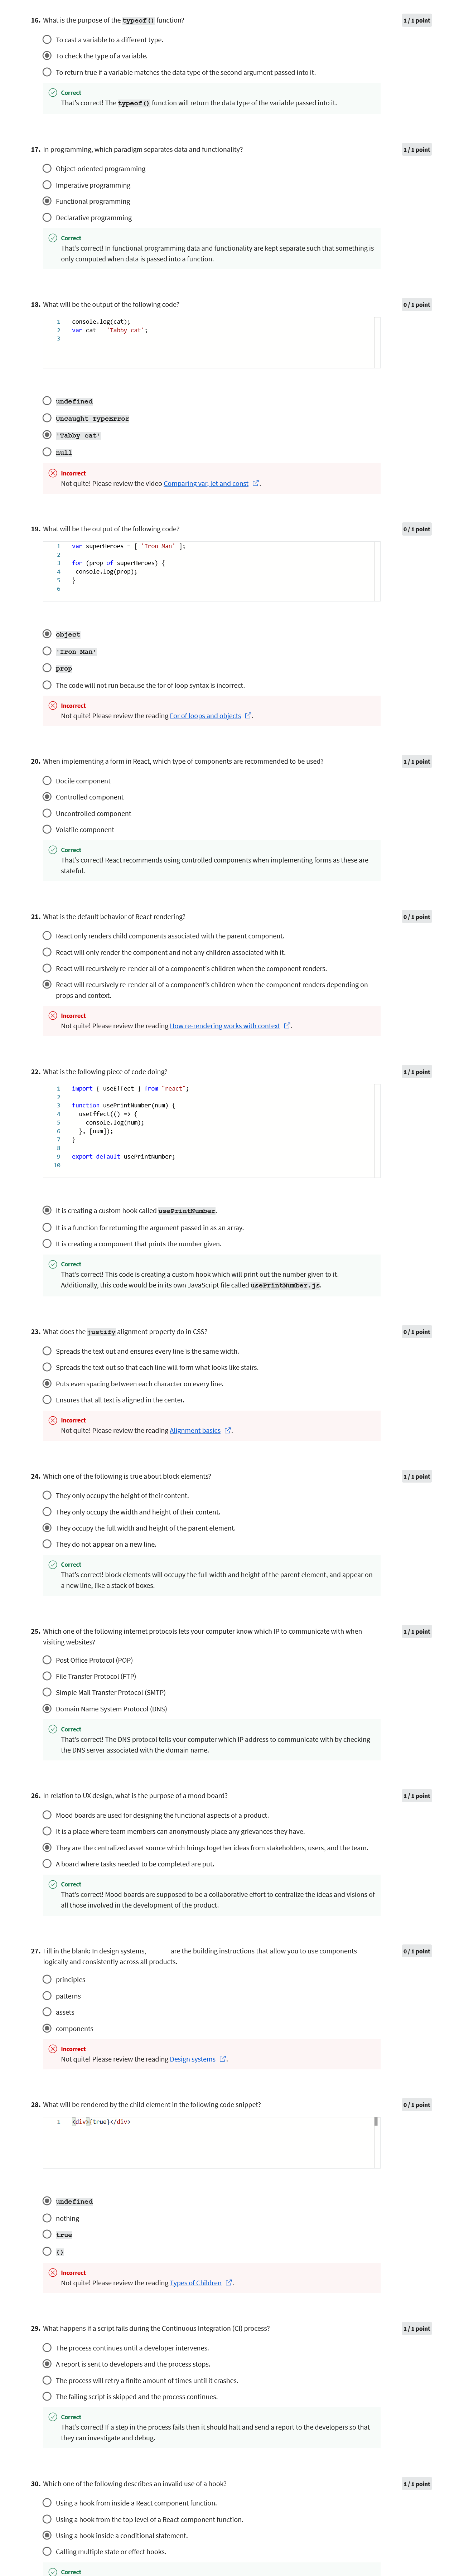 16. What is the purpose of the typeof() function?
1 / 1 point
To cast a variable to a different type.
To check the type of a variable.
To return true if a variable matches the data type of the second argument passed into it.
Correct
That's correct! The typeof() function will return the data type of the variable passed into it.
17. In programming, which paradigm separates data and functionality?
1 / 1 point
Object-oriented programming
Imperative programming
Functional programming
Declarative programming
Correct
That's correct! In functional programming data and functionality are kept separate such that something is
only computed when data is passed into a function.
18. What will be the output of the following code?
0 / 1 point
1 console.log(cat);
2 var cat = 'Tabby cat';
3
undefined
Uncaught TypeError
'Tabby cat'
null
Incorrect
Not quite! Please review the video Comparing var, let and const.
19. What will be the output of the following code?
0 / 1 point
1 var superHeroes = [ 'Iron Man' ];
2
3 for (prop of superHeroes) {
4 console.log(prop);
5 }
6
object
'Iron Man'
prop
The code will not run because the for of loop syntax is incorrect.
Incorrect
Not quite! Please review the reading For of loops and objects.
20. When implementing a form in React, which type of components are recommended to be used?
1 / 1 point
Docile component
Controlled component
Uncontrolled component
Volatile component
Correct
That's correct! React recommends using controlled components when implementing forms as these are
stateful.
21. What is the default behavior of React rendering?
0 / 1 point
React only renders child components associated with the parent component.
React will only render the component and not any children associated with it.
React will recursively re-render all of a component's children when the component renders.
React will recursively re-render all of a component's children when the component renders depending on
props and context.
Incorrect
Not quite! Please review the reading How re-rendering works with context.
22. What is the following piece of code doing?
1 / 1 point
1 import { useEffect } from "react";
2
3 function usePrintNumber(num) {
4 useEffect(() => {
5 console.log(num);
6 }, [num]);
7 }
8
9 export default usePrintNumber;
10
It is creating a custom hook called usePrintNumber.
It is a function for returning the argument passed in as an array.
It is creating a component that prints the number given.
Correct
That's correct! This code is creating a custom hook which will print out the number given to it.
Additionally, this code would be in its own JavaScript file called usePrintNumber.js.
23. What does the justify alignment property do in CSS?
0 / 1 point
Spreads the text out and ensures every line is the same width.
Spreads the text out so that each line will form what looks like stairs.
Puts even spacing between each character on every line.
Ensures that all text is aligned in the center.
Incorrect
Not quite! Please review the reading Alignment basics.
24. Which one of the following is true about block elements?
1 / 1 point
They only occupy the height of their content.
They only occupy the width and height of their content.
They occupy the full width and height of the parent element.
They do not appear on a new line.
Correct
That's correct! block elements will occupy the full width and height of the parent element, and appear on
a new line, like a stack of boxes.
25. Which one of the following internet protocols lets your computer know which IP to communicate with when
visiting websites?
1 / 1 point
Post Office Protocol (POP)
File Transfer Protocol (FTP)
Simple Mail Transfer Protocol (SMTP)
Domain Name System Protocol (DNS)
Correct
That's correct! The DNS protocol tells your computer which IP address to communicate with by checking
the DNS server associated with the domain name.
26. In relation to UX design, what is the purpose of a mood board?
1 / 1 point
Mood boards are used for designing the functional aspects of a product.
It is a place where team members can anonymously place any grievances they have.
They are the centralized asset source which brings together ideas from stakeholders, users, and the team.
A board where tasks needed to be completed are put.
Correct
That's correct! Mood boards are supposed to be a collaborative effort to centralize the ideas and visions of
all those involved in the development of the product.
27. Fill in the blank: In design systems, ______ are the building instructions that allow you to use components
logically and consistently across all products.
0 / 1 point
principles
patterns
assets
components
Incorrect
Not quite! Please review the reading Design systems.
28. What will be rendered by the child element in the following code snippet?
0 / 1 point
1 <div>{true}</div>
undefined
nothing
true
{}
Incorrect
Not quite! Please review the reading Types of Children.
29. What happens if a script fails during the Continuous Integration (CI) process?
1 / 1 point
The process continues until a developer intervenes.
A report is sent to developers and the process stops.
The process will retry a finite amount of times until it crashes.
The failing script is skipped and the process continues.
Correct
That's correct! If a step in the process fails then it should halt and send a report to the developers so that
they can investigate and debug.
30. Which one of the following describes an invalid use of a hook?
1 / 1 point
Using a hook from inside a React component function.
Using a hook from the top level of a React component function.
Using a hook inside a conditional statement.
Calling multiple state or effect hooks.
Correct